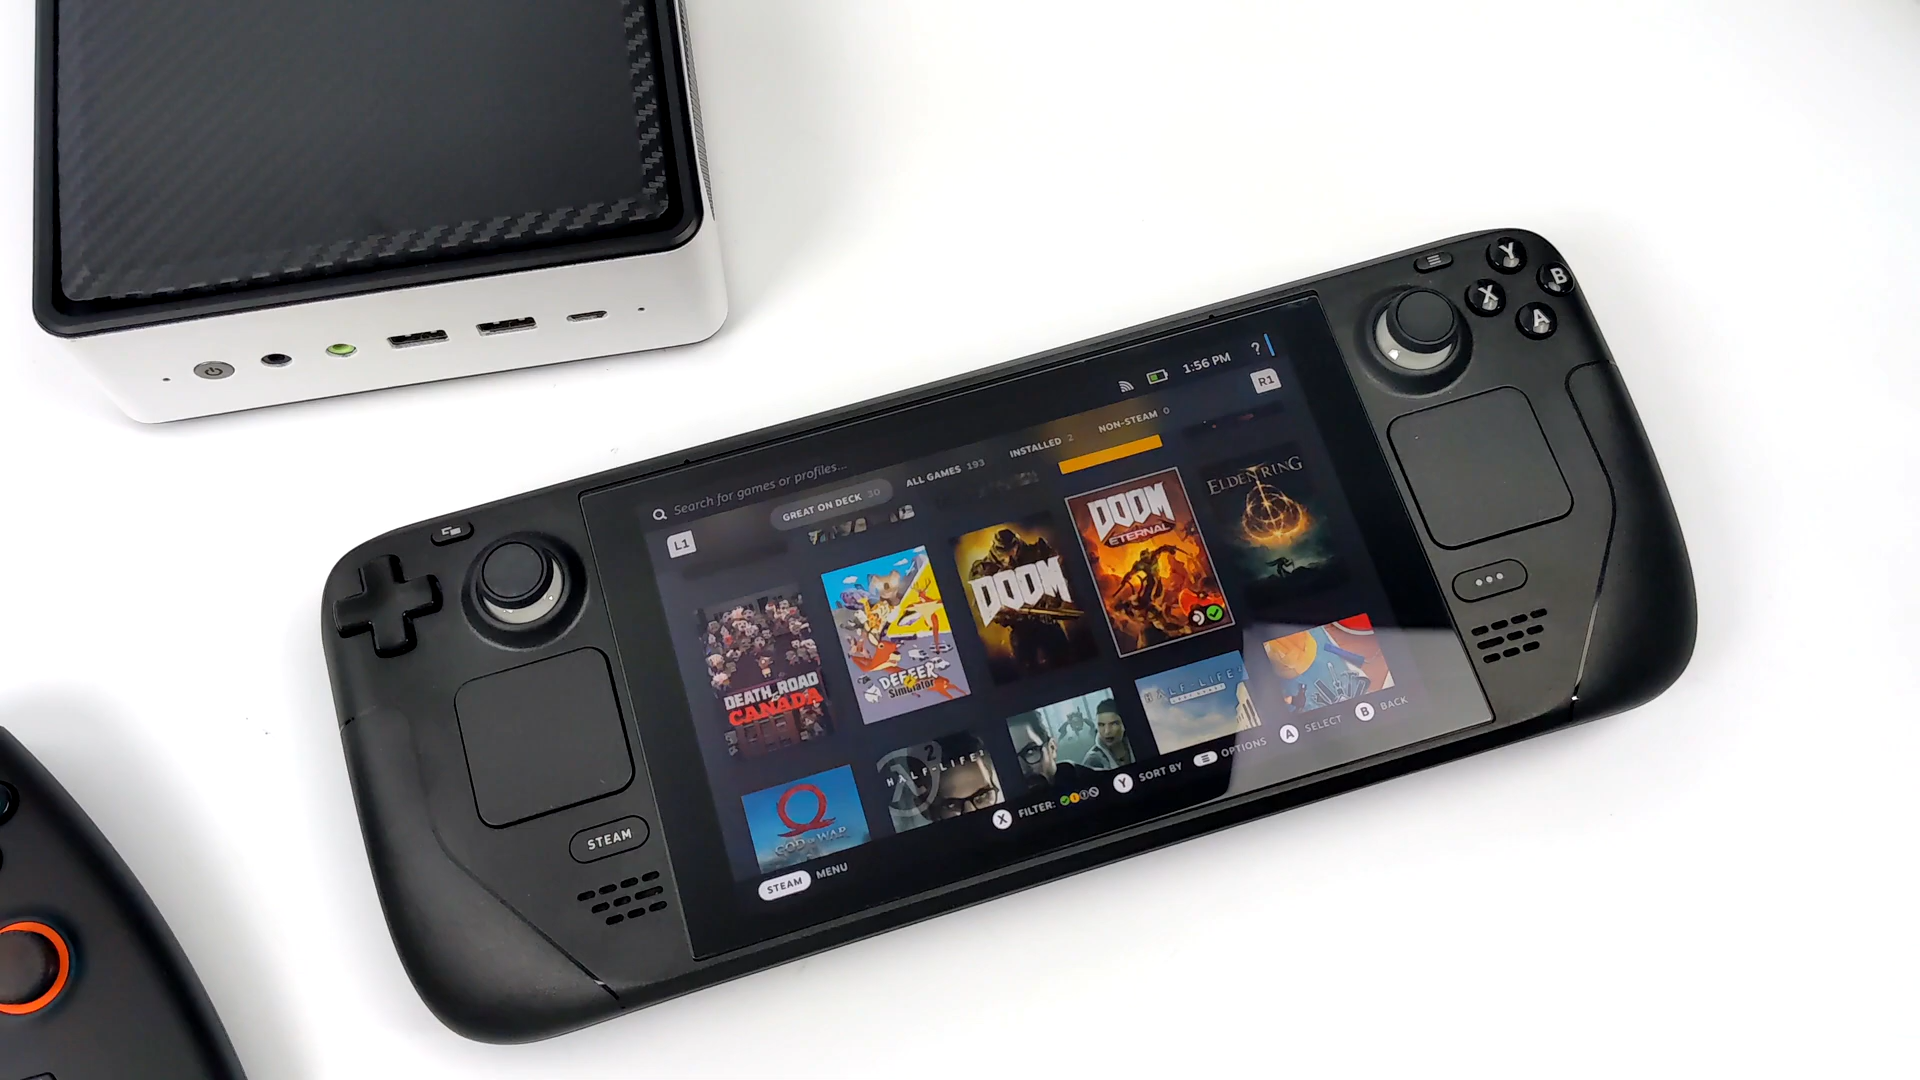 Y
B
X
A
1:56 PM
?
R1
Search for games or profiles...
L1
GREAT ON DECK 30
ALL GAMES 193
INSTALLED 2
NON-STEAM 0
DEATH ROAD
CANADA
DEEEER
Simulator
DOOM
DOOM
ETERNAL
ELDEN RING
GOD OF WAR
HALF-LIFE 2
2
HALF-LIFE 2
X FILTER:
Y SORT BY
OPTIONS
A SELECT
B BACK
STEAM MENU
STEAM